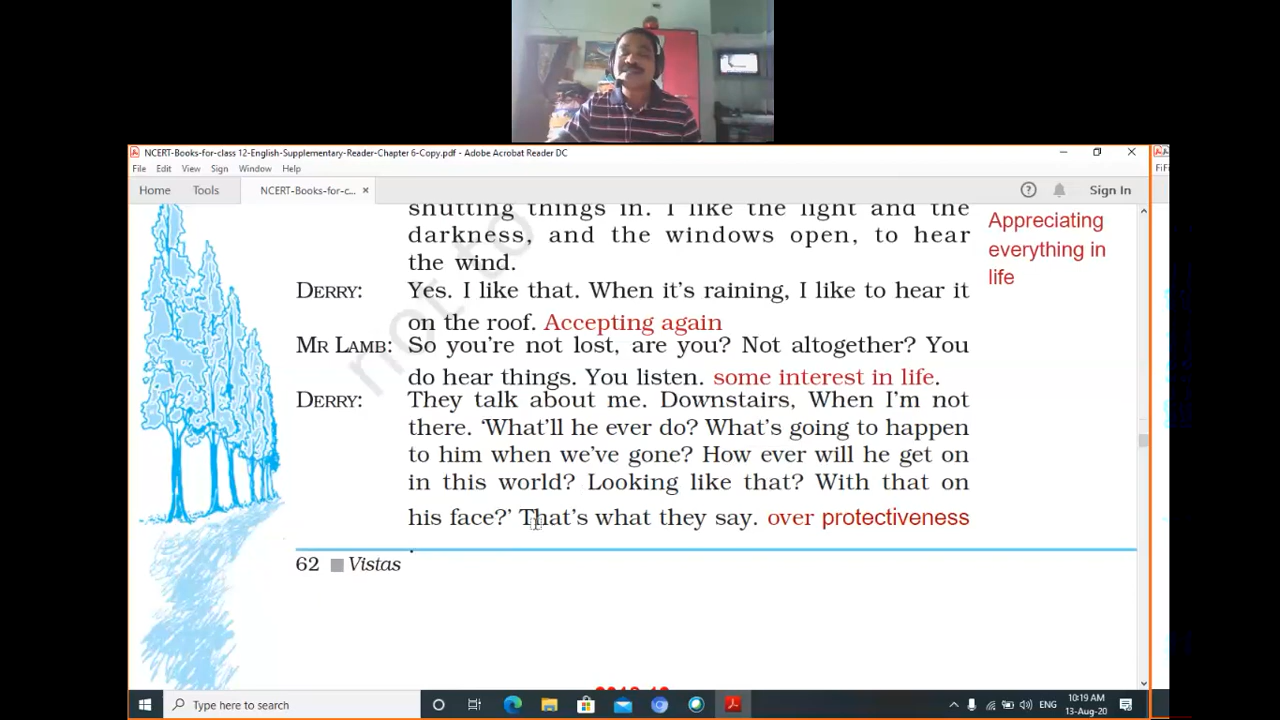 NCERT-Books-for-class 12-English-Supplementary-Reader-Chapter 6-Copy.pdf - Adobe Acrobat Reader DC
File Edit View Sign Window Help
Home Tools NCERT-Books-for-c... × Sign In
FiFi
shutting things in. I like the light and the
darkness, and the windows open, to hear
the wind.
Appreciating
everything in
life
DERRY: Yes. I like that. When it's raining, I like to hear it
on the roof. Accepting again
MR LAMB: So you're not lost, are you? Not altogether? You
do hear things. You listen. some interest in life.
DERRY: They talk about me. Downstairs, When I'm not
there. ‘What'll he ever do? What's going to happen
to him when we've gone? How ever will he get on
in this world? Looking like that? With that on
his face?’ That's what they say. over protectiveness
.
62 Vistas
not to
Type here to search
ENG
10:19 AM
13-Aug-20